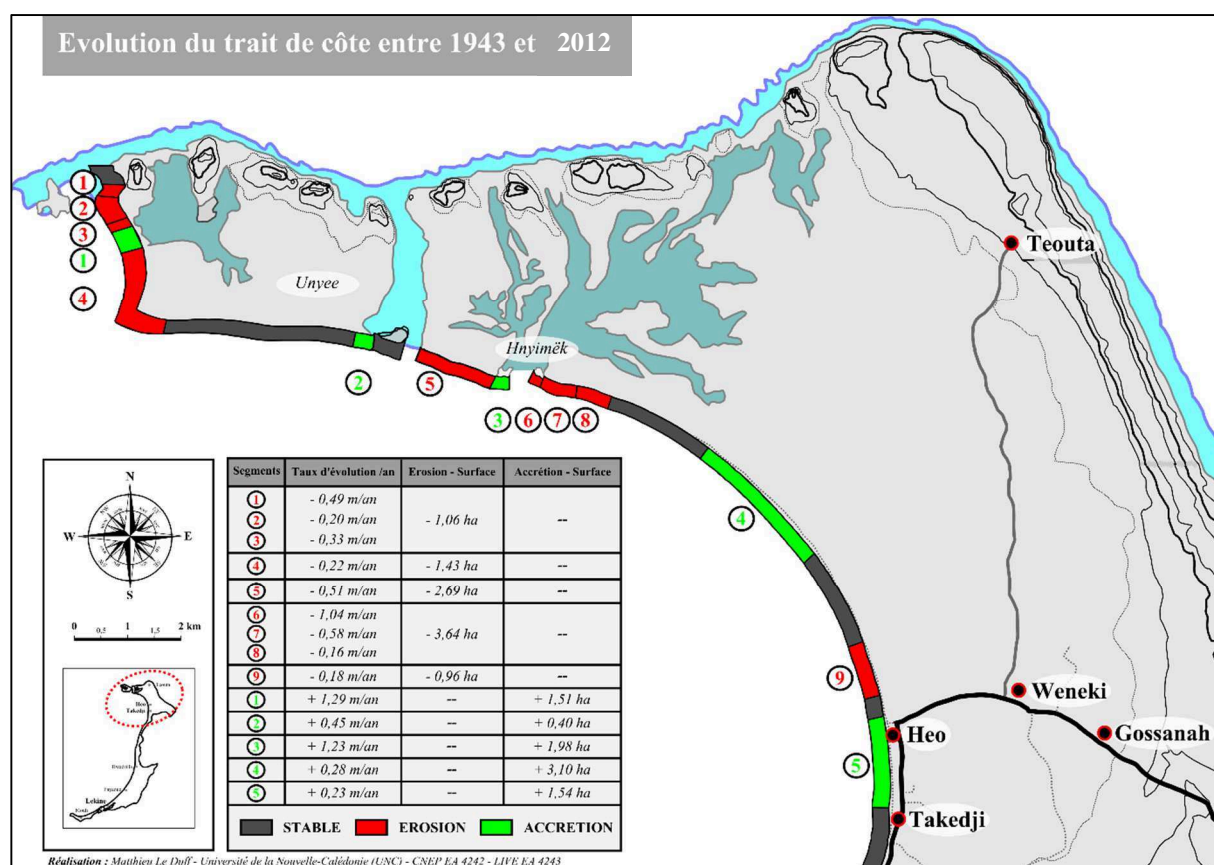 Evolution du trait de côte entre 1943 et 2012
1
2
3
1
4
Unyee
Teouta
Hnyimëk
2
5
3
6
7
8
4
9
Weneki
Heo
Gossanah
5
Takedji
N
W
E
S
0 0,5 1 1,5 2 km
Heo
Takedji
Lekine
Segments Taux d'évolution /an Erosion - Surface Accrétion - Surface
1 - 0,49 m/an
2 - 0,20 m/an - 1,06 ha --
3 - 0,33 m/an
4 - 0,22 m/an - 1,43 ha --
5 - 0,51 m/an - 2,69 ha --
6 - 1,04 m/an
7 - 0,58 m/an - 3,64 ha --
8 - 0,16 m/an
9 - 0,18 m/an - 0,96 ha --
1 + 1,29 m/an -- + 1,51 ha
2 + 0,45 m/an -- + 0,40 ha
3 + 1,23 m/an -- + 1,98 ha
4 + 0,28 m/an -- + 3,10 ha
5 + 0,23 m/an -- + 1,54 ha
STABLE EROSION ACCRETION
Réalisation : Matthieu Le Duff - Université de la Nouvelle-Calédonie (UNC) - CNEP EA 4242 - LIVE EA 4243